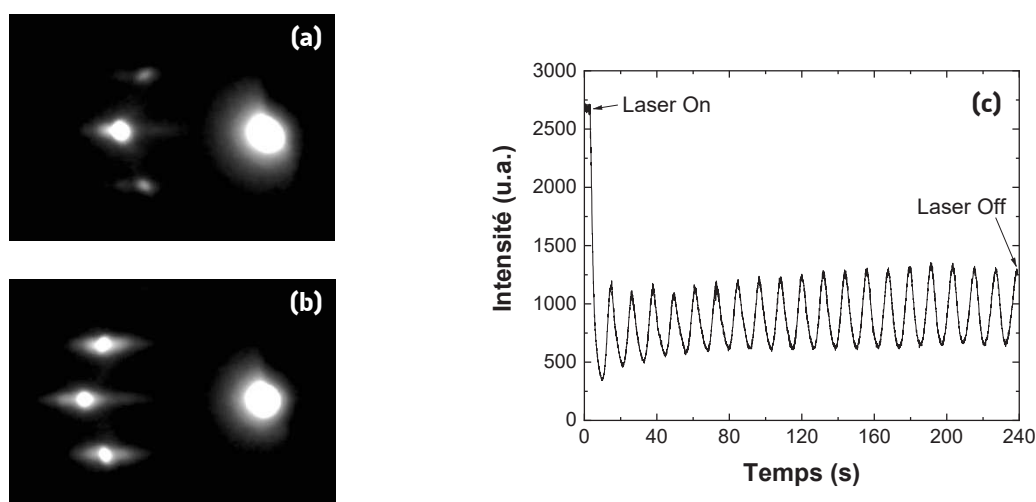 (a)
(b)
(c)
3000
2500
2000
1500
1000
500
0
Intensité (u.a.)
Laser On
Laser Off
0 40 80 120 160 200 240
Temps (s)